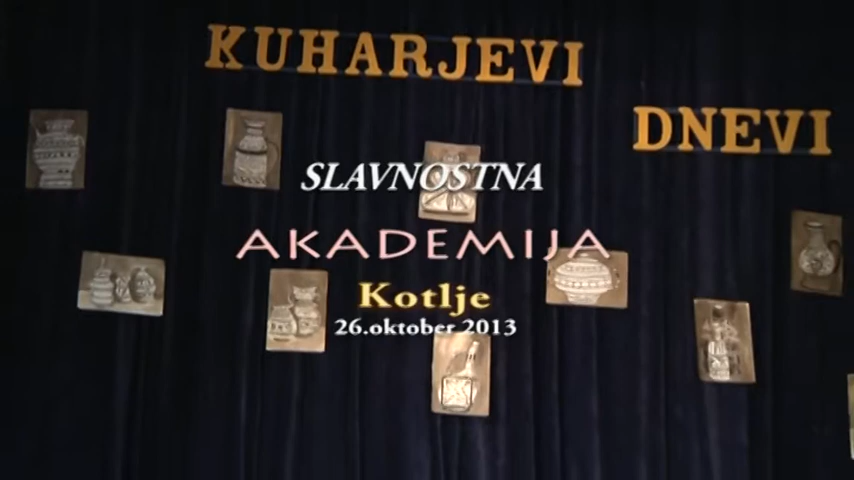 KUHARJEVI
DNEVI
SLAVNOSTNA
AKADEMIJA
Kotlje
26.oktober 2013